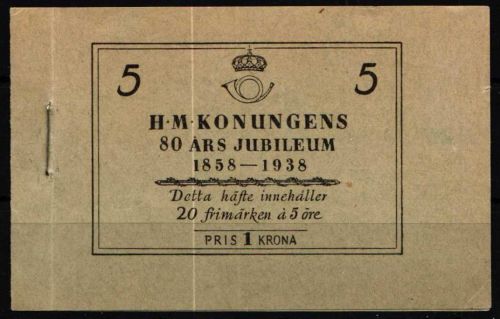 5 5
H·M·KONUNGENS
80 ÅRS JUBILEUM
1858—1938
Detta häfte innehåller
20 frimärken à 5 öre
PRIS 1 KRONA